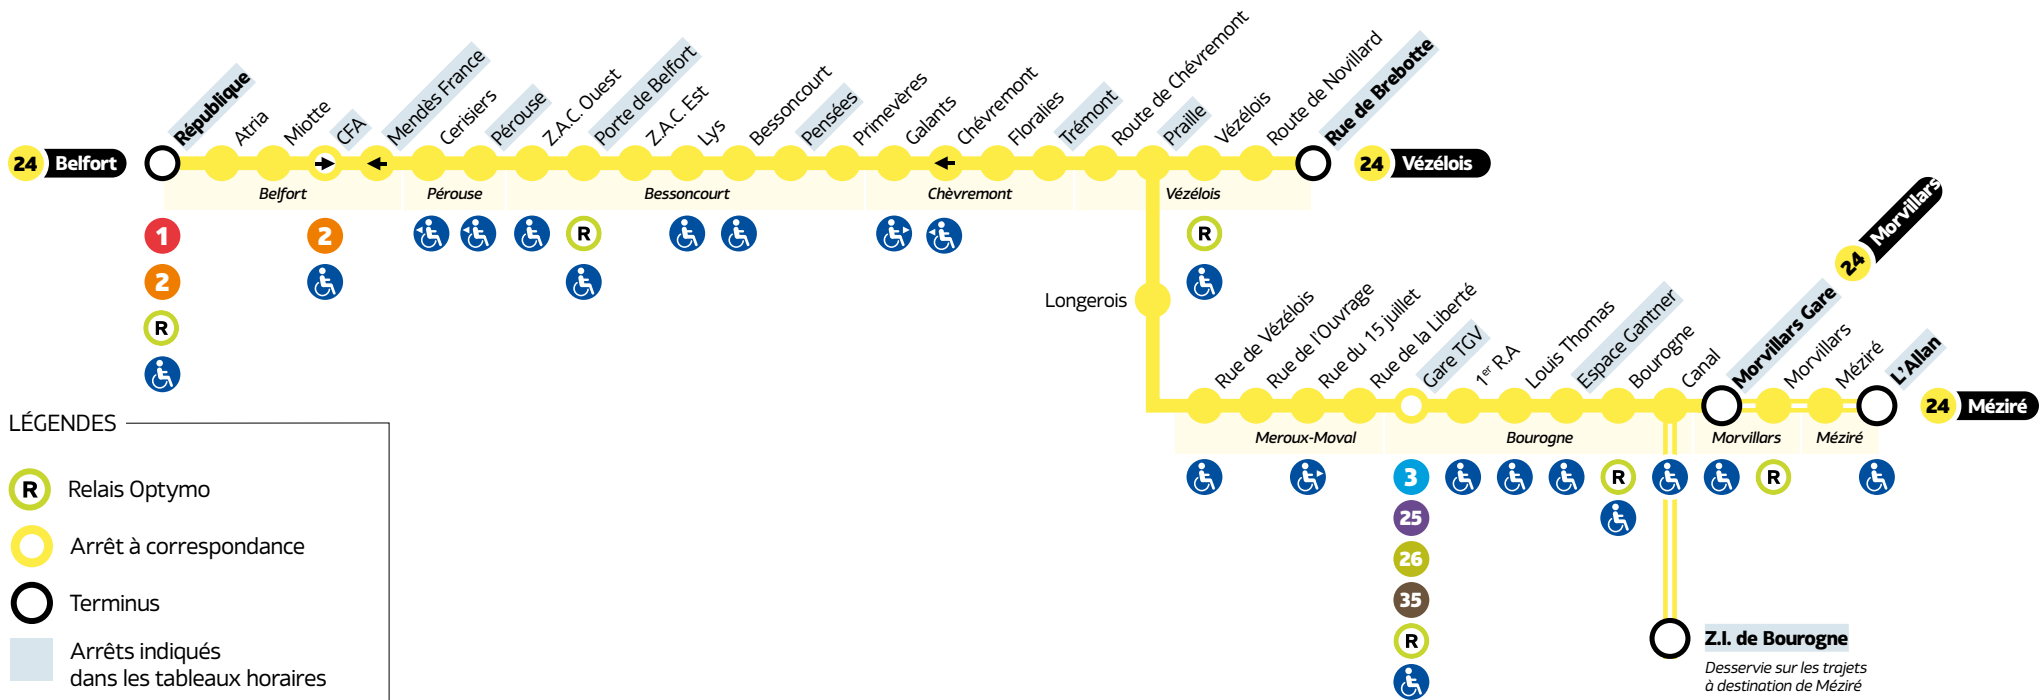 24 Belfort
République
Atria
Miotte
CFA
Mendès France
Cerisiers
Pérouse
Z.A.C. Ouest
Porte de Belfort
Z.A.C. Est
Lys
Bessoncourt
Pensées
Primevères
Galants
Chévremont
Floralies
Trémont
Route de Chévremont
Praille
Vézélois
Route de Novillard
Rue de Brebotte
24 Vézélois
Belfort
Pérouse
Bessoncourt
Chèvremont
Vézélois
1
2
R
2
R
R
Longerois
Rue de Vézélois
Rue de l'Ouvrage
Rue du 15 juillet
Rue de la Liberté
Gare TGV
1er R.A
Louis Thomas
Espace Gantner
Bourogne
Canal
Morvillars Gare
24 Morvillars
Morvillars
Méziré
L'Allan
24 Méziré
Meroux-Moval
Bourogne
Morvillars
Méziré
3
25
26
35
R
R
R
Z.I. de Bourogne
Desservie sur les trajets
à destination de Méziré
LÉGENDES
R Relais Optymo
Arrêt à correspondance
Terminus
Arrêts indiqués
dans les tableaux horaires